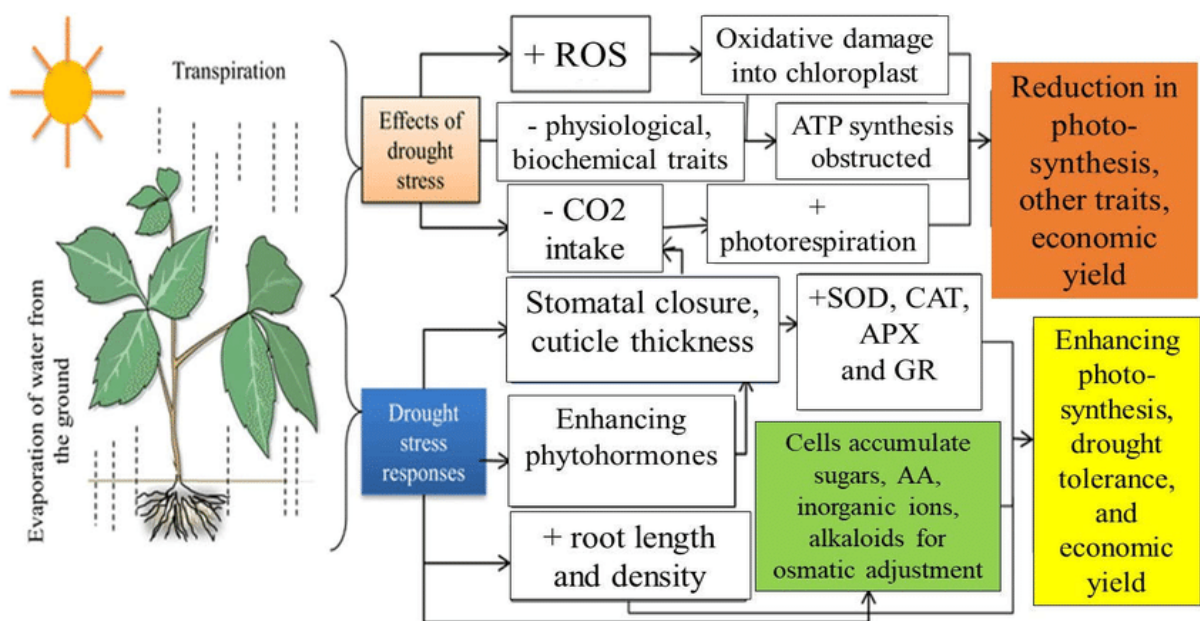 Transpiration
Evaporation of water from
the ground
Effects of
drought
stress
+ ROS
Oxidative damage
into chloroplast
- physiological,
biochemical traits
ATP synthesis
obstructed
- CO2
intake
+
photorespiration
Reduction in
photo-
synthesis,
other traits,
economic
yield
Drought
stress
responses
Stomatal closure,
cuticle thickness
+SOD, CAT,
APX
and GR
Enhancing
phytohormones
+ root length
and density
Cells accumulate
sugars, AA,
inorganic ions,
alkaloids for
osmatic adjustment
Enhancing
photo-
synthesis,
drought
tolerance,
and
economic
yield